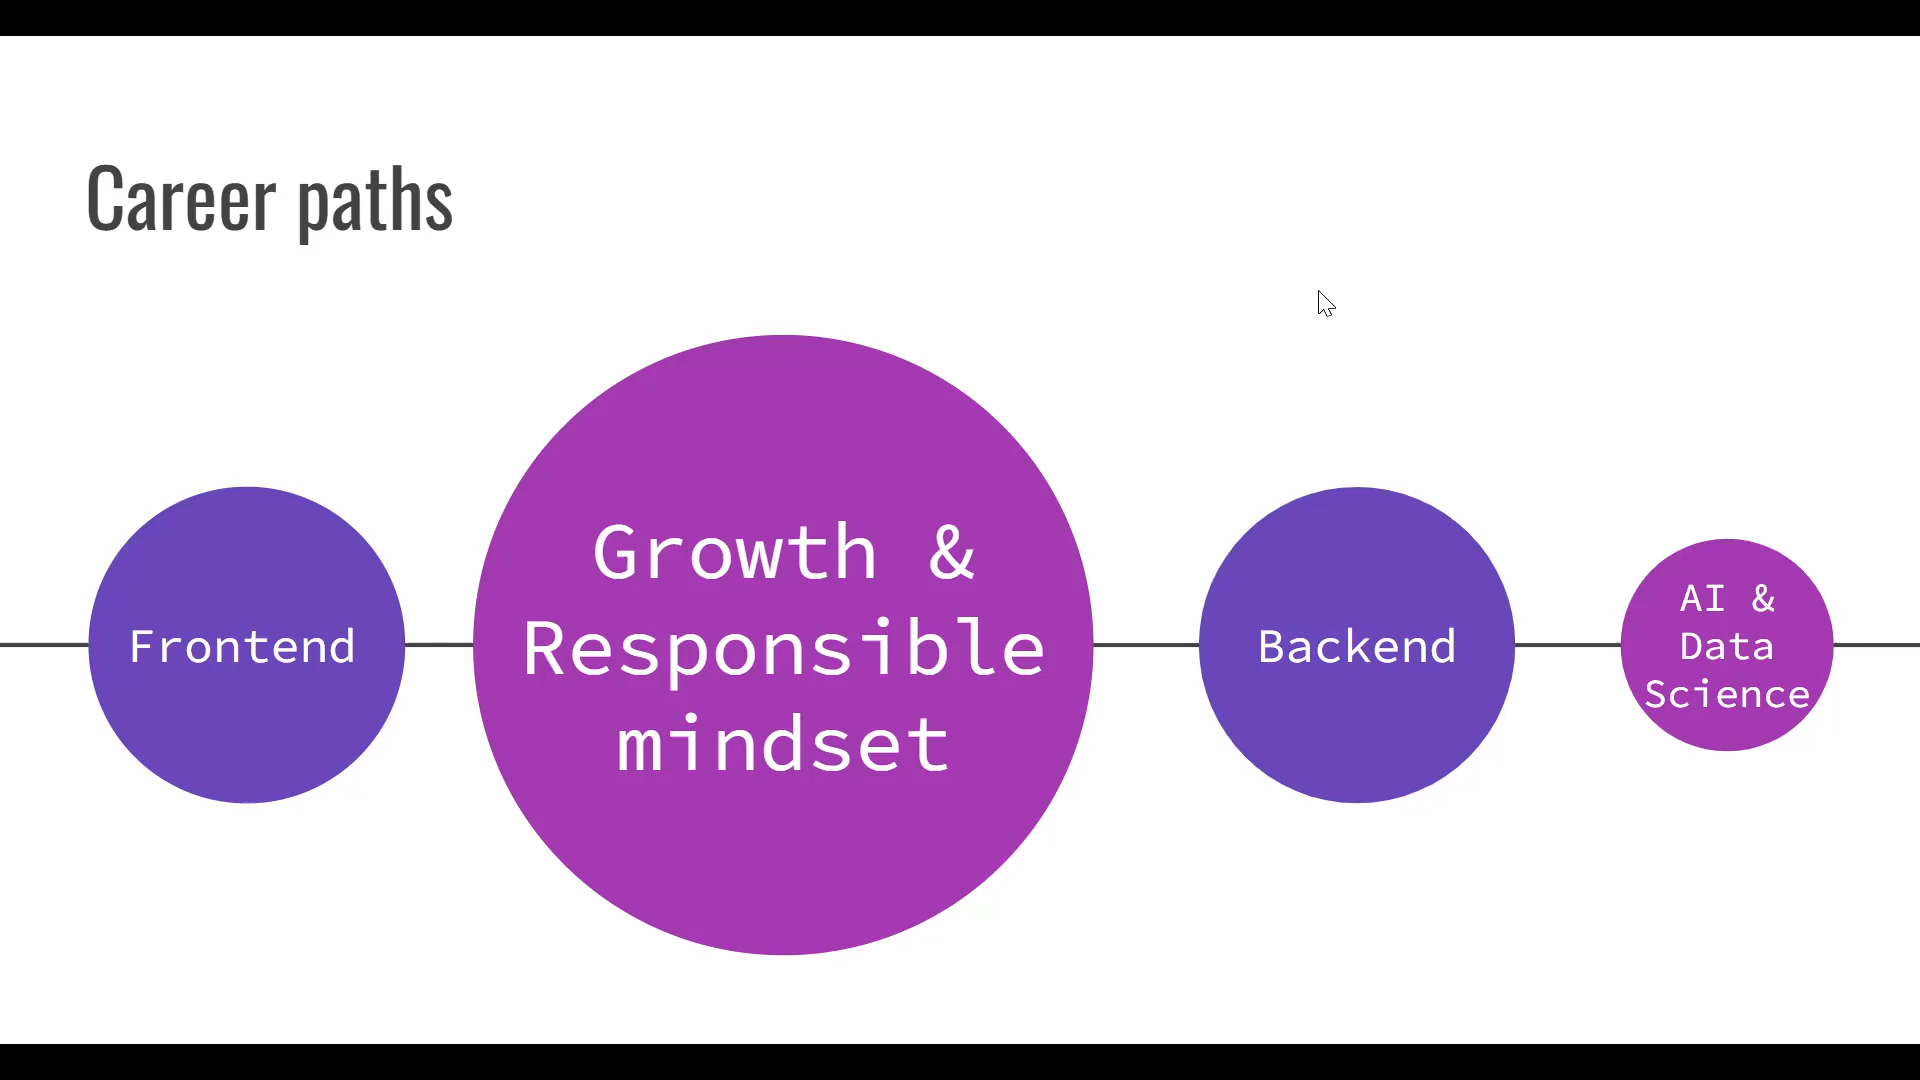 Career paths
Frontend
Growth &
Responsible
mindset
Backend
AI &
Data
Science